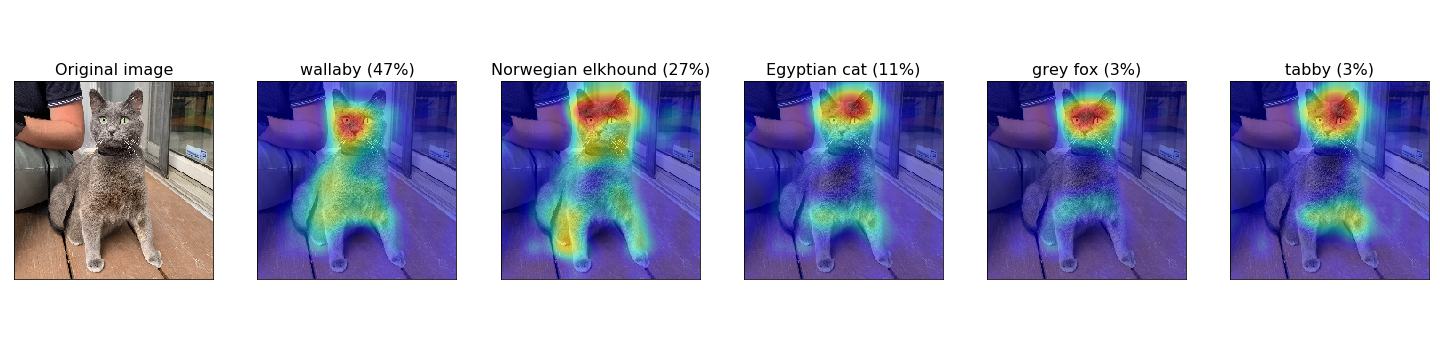 Original image
wallaby (47%)
Norwegian elkhound (27%)
Egyptian cat (11%)
grey fox (3%)
tabby (3%)